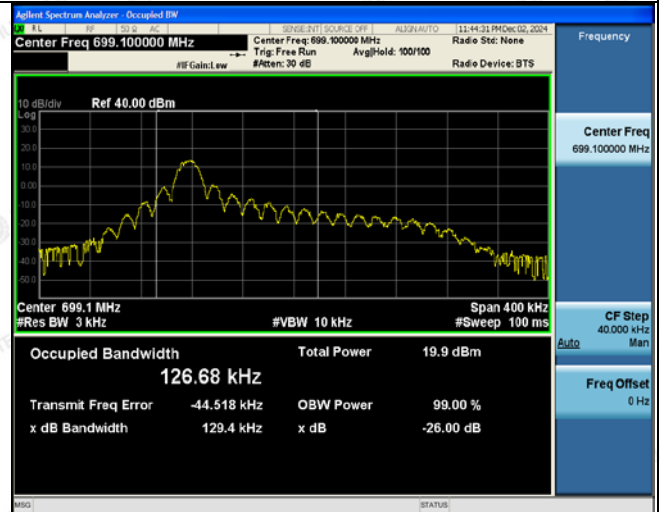 Agilent Spectrum Analyzer - Occupied BW
RL RF 50 Ω AC SENSE:INT SOURCE OFF ALIGN AUTO 11:44:31 PM Dec 02, 2024
Center Freq 699.100000 MHz
Center Freq: 699.100000 MHz
Radio Std: None
Trig: Free Run Avg|Hold: 100/100
#IFGain:Low #Atten: 30 dB Radio Device: BTS
10 dB/div Ref 40.00 dBm
Log
30.0
20.0
10.0
0.00
-10.0
-20.0
-30.0
-40.0
-50.0
Center 699.1 MHz Span 400 kHz
#Res BW 3 kHz #VBW 10 kHz #Sweep 100 ms
Occupied Bandwidth Total Power 19.9 dBm
126.68 kHz
Transmit Freq Error -44.518 kHz OBW Power 99.00 %
x dB Bandwidth 129.4 kHz x dB -26.00 dB
MSG STATUS
Frequency
Center Freq
699.100000 MHz
CF Step
40.000 kHz
Auto Man
Freq Offset
0 Hz